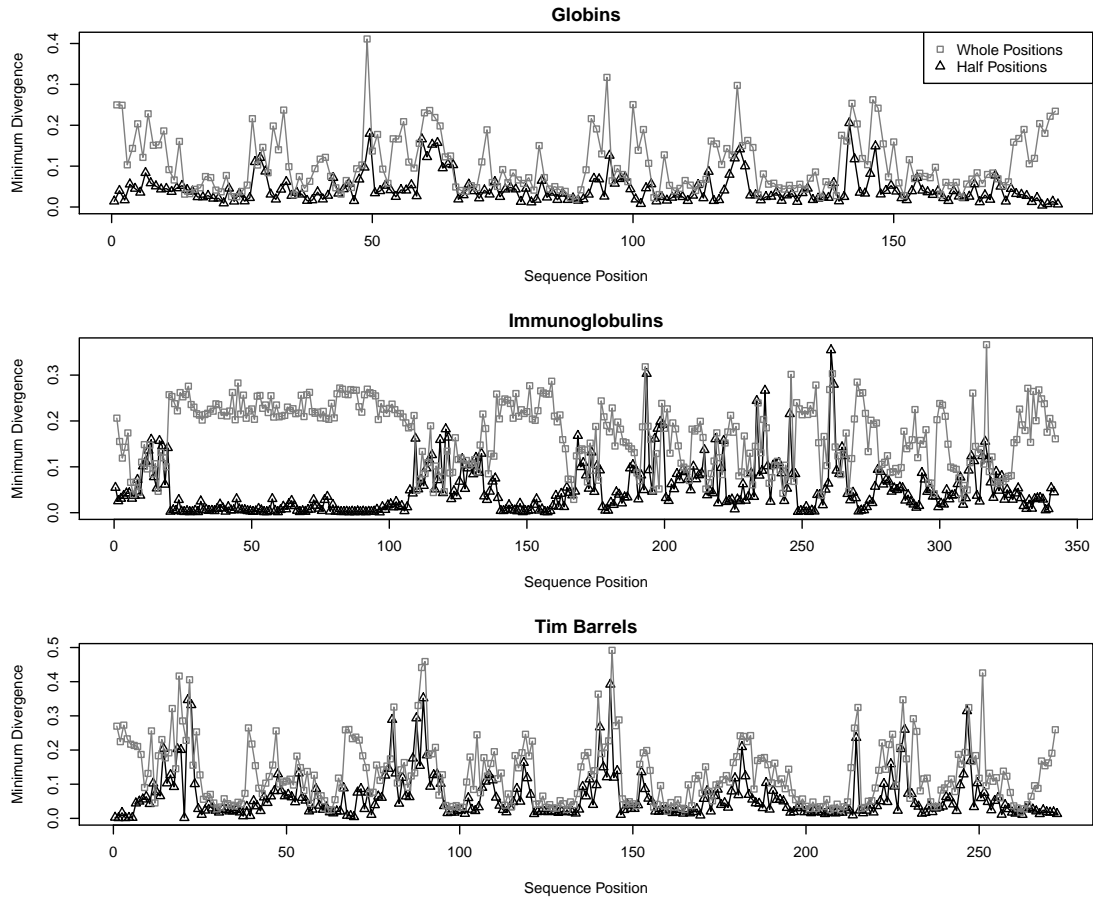 Globins
Minimum Divergence
0.4
0.3
0.2
0.1
0.0
Whole Positions
Half Positions
0 50 100 150
Sequence Position
Immunoglobulins
Minimum Divergence
0.3
0.2
0.1
0.0
0 50 100 150 200 250 300 350
Sequence Position
Tim Barrels
Minimum Divergence
0.5
0.4
0.3
0.2
0.1
0.0
0 50 100 150 200 250
Sequence Position